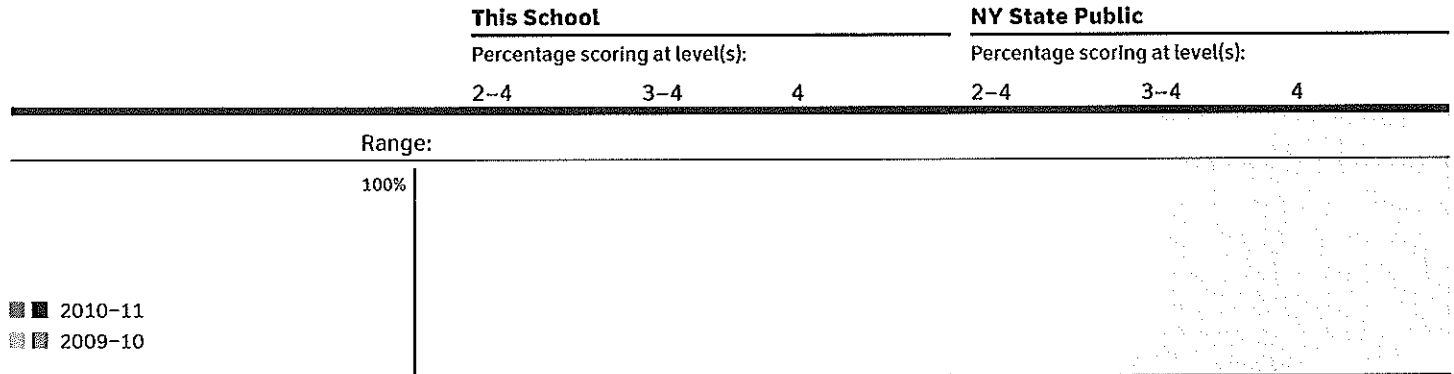 This School NY State Public
Percentage scoring at level(s): Percentage scoring at level(s):
2–4 3–4 4 2–4 3–4 4
Range:
100%
2010–11
2009–10